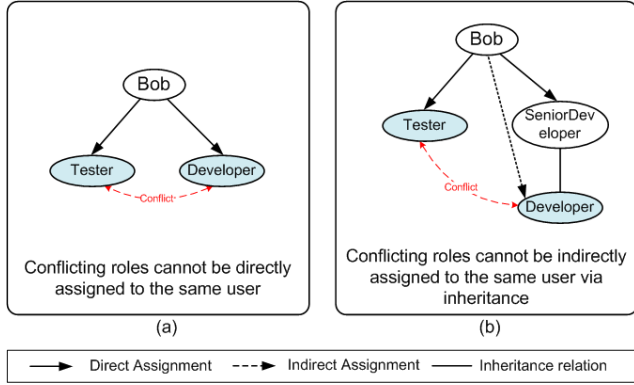 Bob
Tester
Developer
Conflict
Conflicting roles cannot be directly
assigned to the same user
(a)
Bob
Tester
SeniorDev
eloper
Conflict
Developer
Conflicting roles cannot be indirectly
assigned to the same user via
inheritance
(b)
Direct Assignment
Indirect Assignment
Inheritance relation